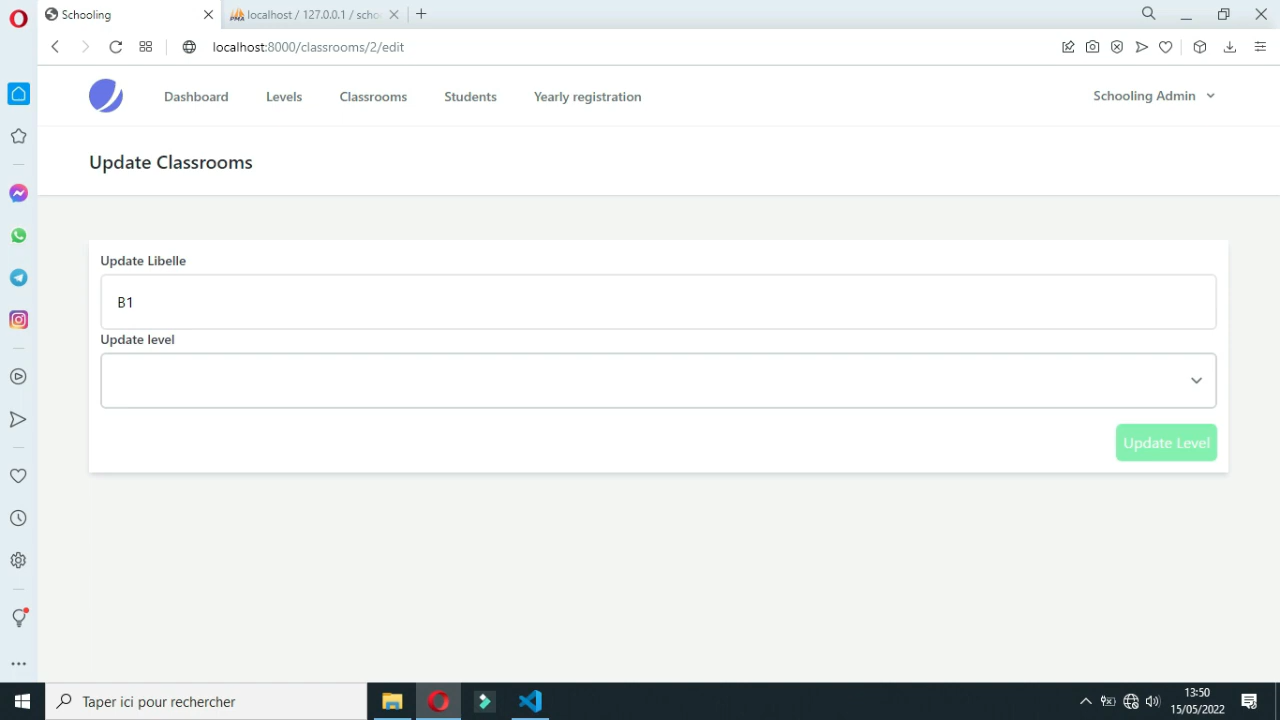 Schooling
localhost / 127.0.0.1 / scho
localhost:8000/classrooms/2/edit
Dashboard
Levels
Classrooms
Students
Yearly registration
Schooling Admin
Update Classrooms
Update Libelle
B1
Update level
Update Level
Taper ici pour rechercher
13:50
15/05/2022